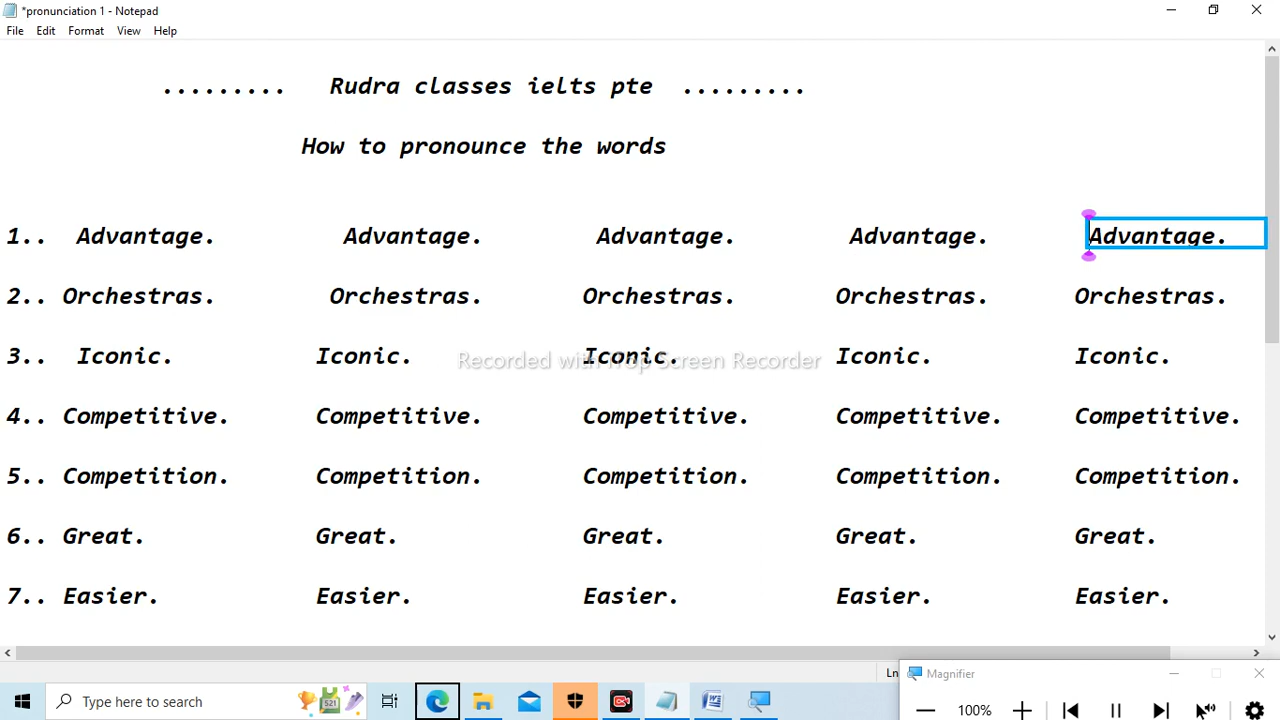 *pronunciation 1 - Notepad
File Edit Format View Help
......... Rudra classes ielts pte .........
How to pronounce the words
1.. Advantage. Advantage. Advantage. Advantage. Advantage.
2.. Orchestras. Orchestras. Orchestras. Orchestras. Orchestras.
3.. Iconic. Iconic. Iconic. Iconic. Iconic.
Recorded with iTop Screen Recorder
4.. Competitive. Competitive. Competitive. Competitive. Competitive.
5.. Competition. Competition. Competition. Competition. Competition.
6.. Great. Great. Great. Great. Great.
7.. Easier. Easier. Easier. Easier. Easier.
Ln
Magnifier
Type here to search
521
100%